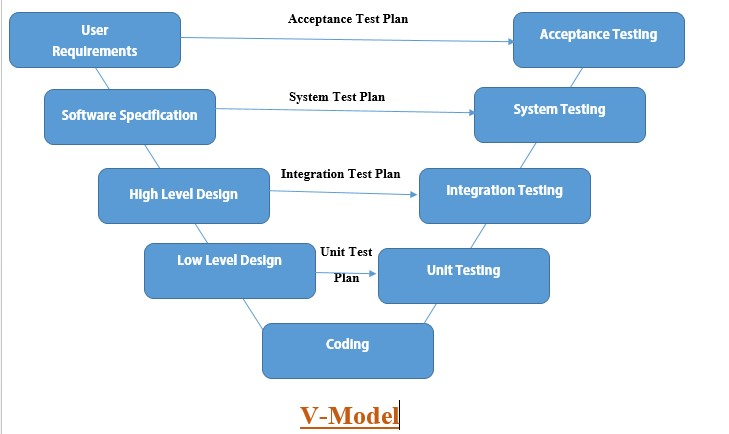 User
Requirements
Acceptance Test Plan
Acceptance Testing
Software Specification
System Test Plan
System Testing
High Level Design
Integration Test Plan
Integration Testing
Low Level Design
Unit Test
Plan
Unit Testing
Coding
V-Model